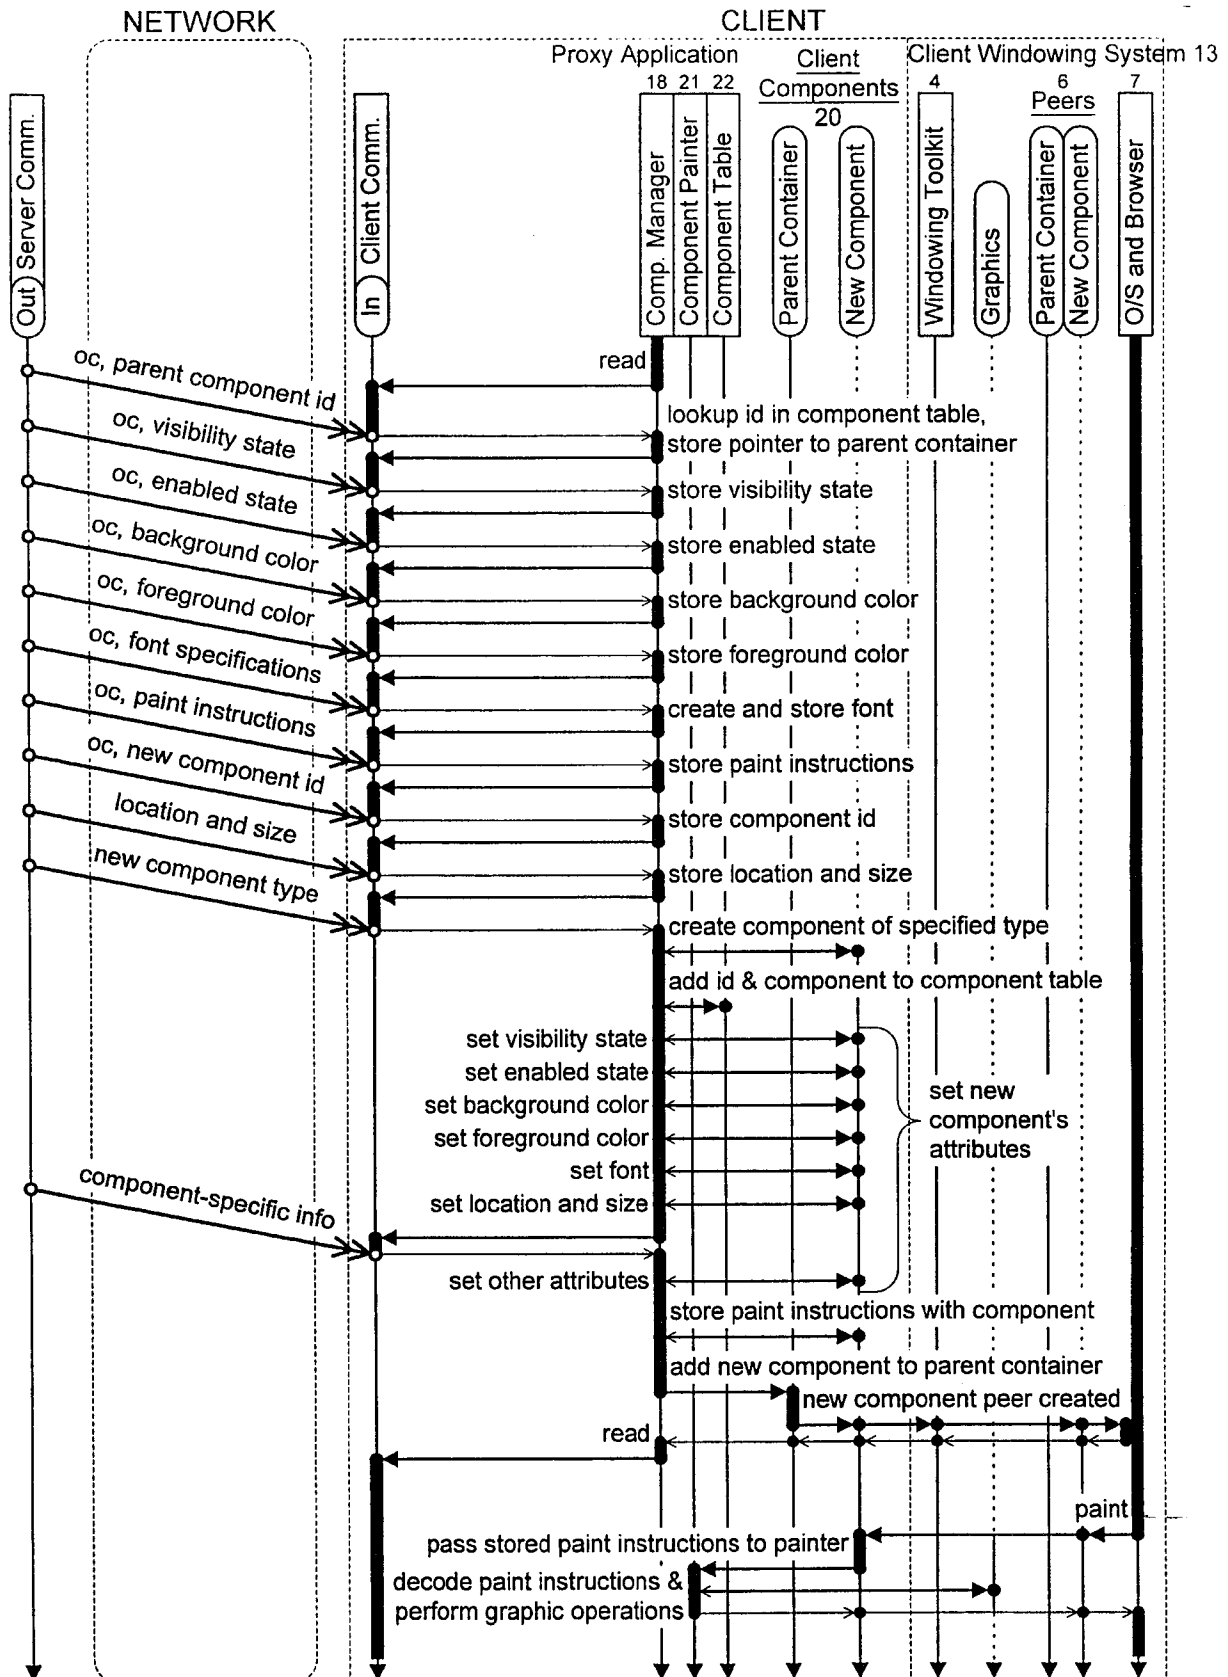 NETWORK
CLIENT
Proxy Application
Client Components
20
Client Windowing System 13
18
21
22
4
6
Peers
7
Out
Server Comm.
In
Client Comm.
Comp. Manager
Component Painter
Component Table
Parent Container
New Component
Windowing Toolkit
Graphics
Parent Container
New Component
O/S and Browser
read
oc, parent component id
lookup id in component table,
store pointer to parent container
oc, visibility state
store visibility state
oc, enabled state
store enabled state
oc, background color
store background color
oc, foreground color
store foreground color
oc, font specifications
create and store font
oc, paint instructions
store paint instructions
oc, new component id
store component id
location and size
store location and size
new component type
create component of specified type
add id & component to component table
set visibility state
set enabled state
set background color
set foreground color
set font
set location and size
set new
component's
attributes
component-specific info
set other attributes
store paint instructions with component
add new component to parent container
new component peer created
read
paint
pass stored paint instructions to painter
decode paint instructions &
perform graphic operations